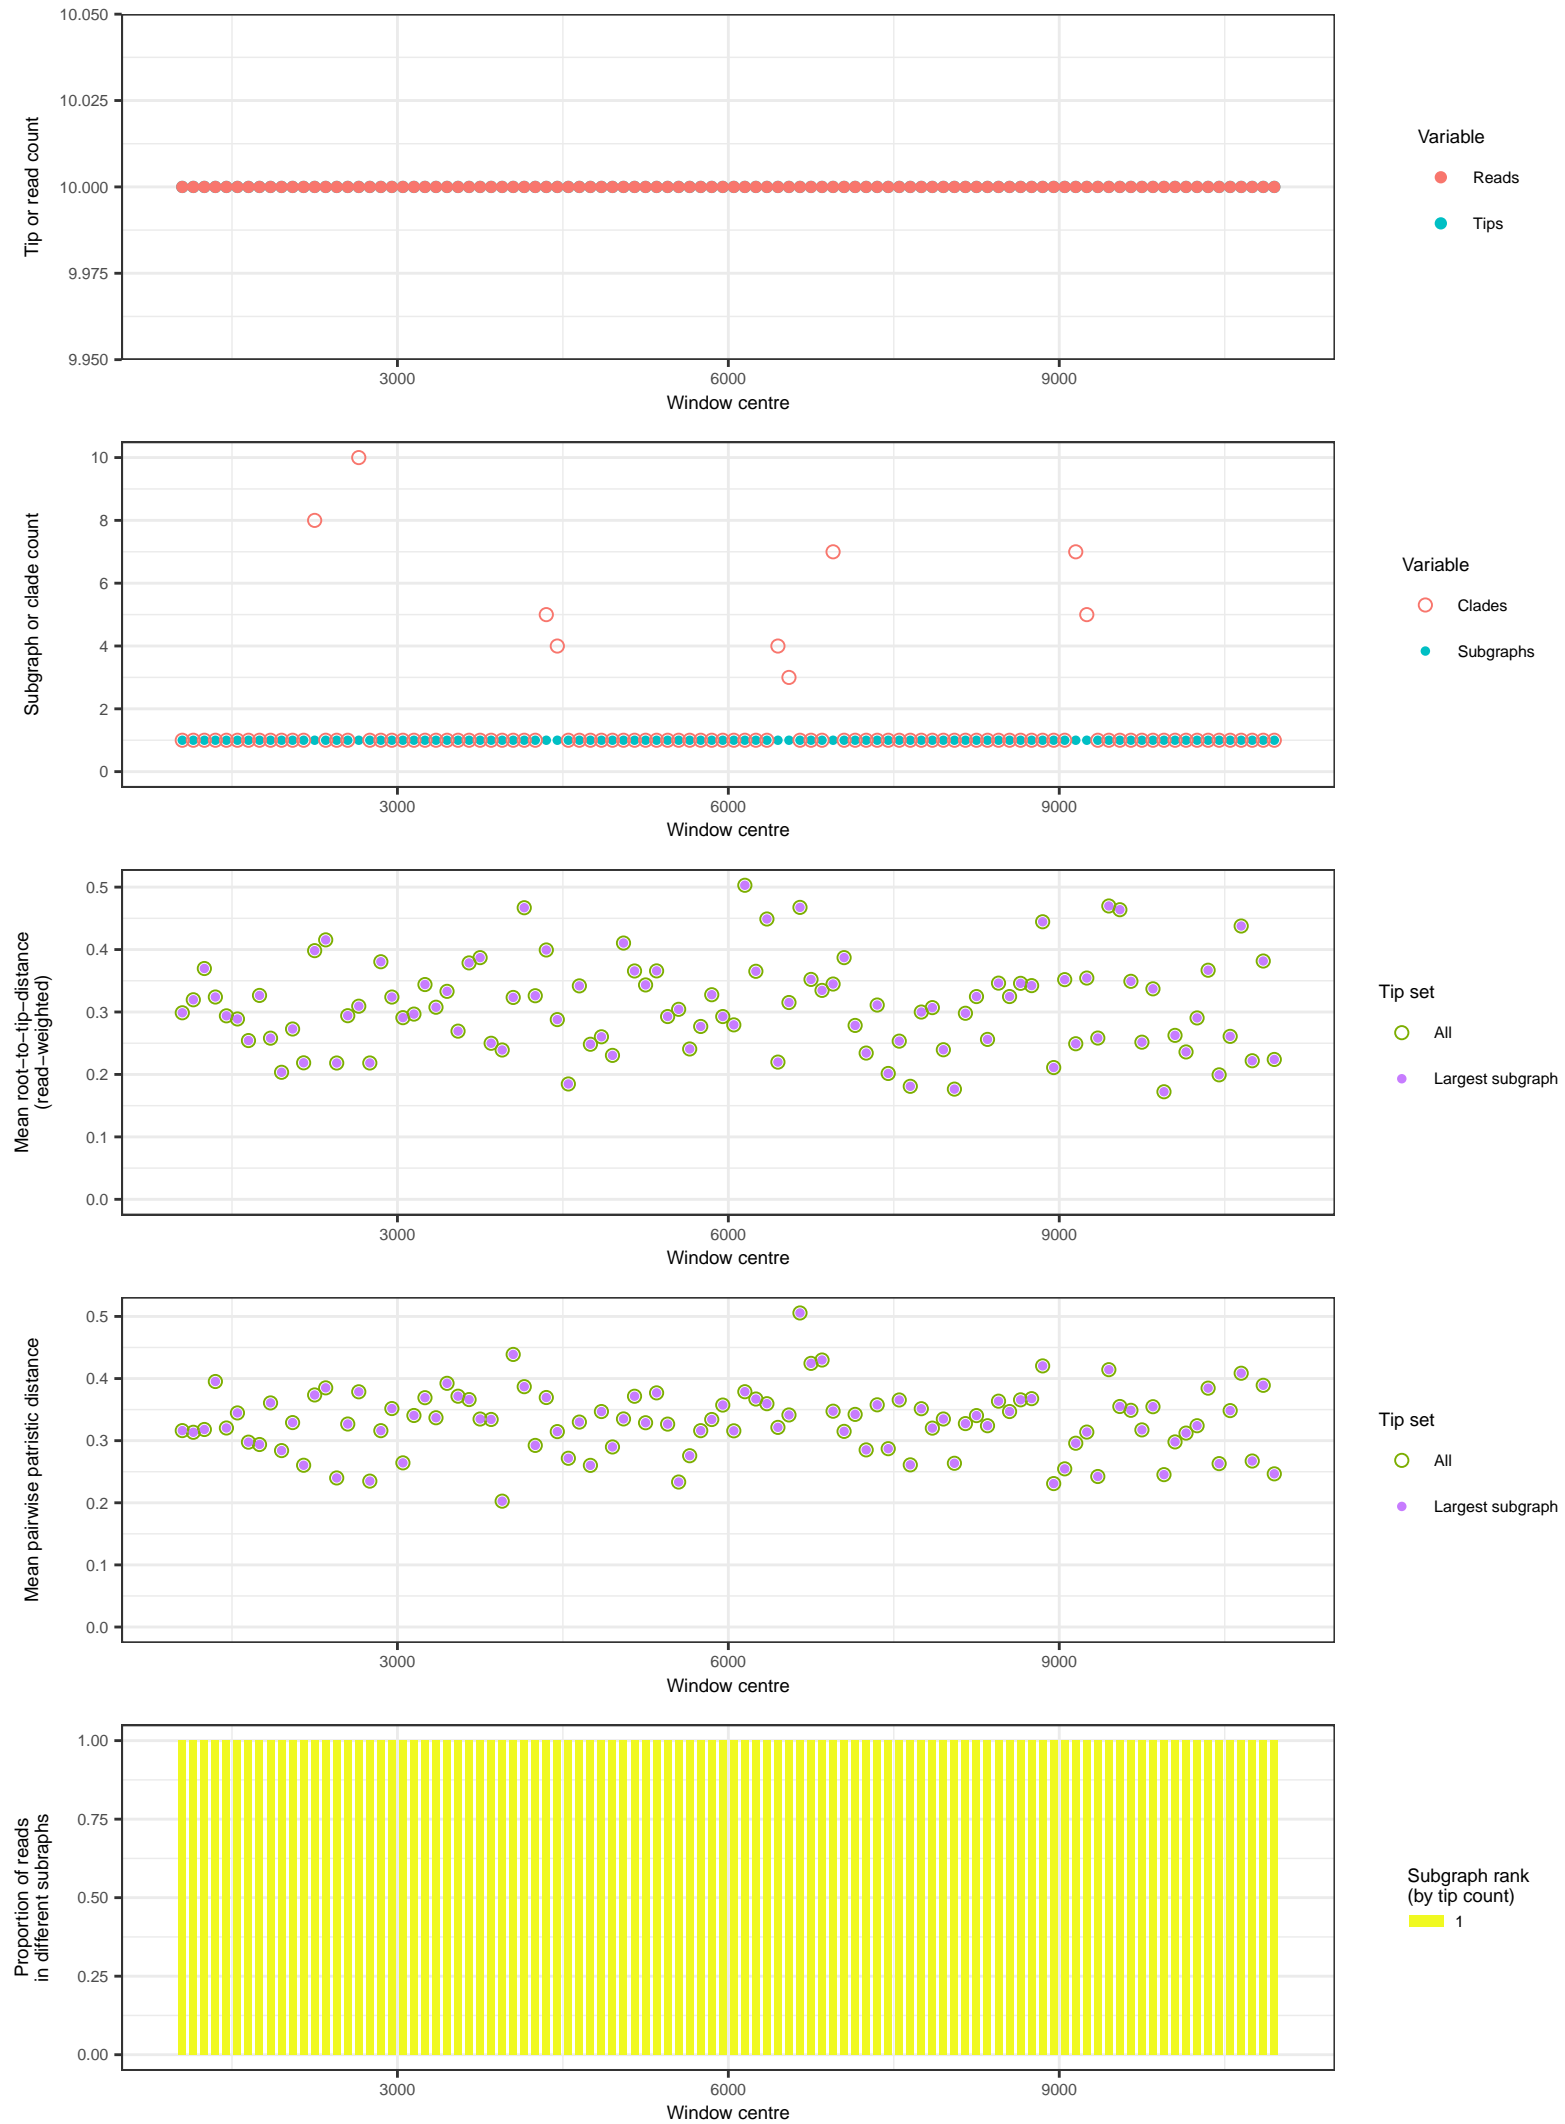 10.050
10.025
10.000
9.975
9.950
Tip or read count
3000
6000
9000
Window centre
Variable
Reads
Tips
10
8
6
4
2
0
Subgraph or clade count
3000
6000
9000
Window centre
Variable
Clades
Subgraphs
0.5
0.4
0.3
0.2
0.1
0.0
Mean root−to−tip−distance
(read−weighted)
3000
6000
9000
Window centre
Tip set
All
Largest subgraph
0.5
0.4
0.3
0.2
0.1
0.0
Mean pairwise patristic distance
3000
6000
9000
Window centre
Tip set
All
Largest subgraph
1.00
0.75
0.50
0.25
0.00
Proportion of reads
in different subraphs
3000
6000
9000
Window centre
Subgraph rank
(by tip count)
1